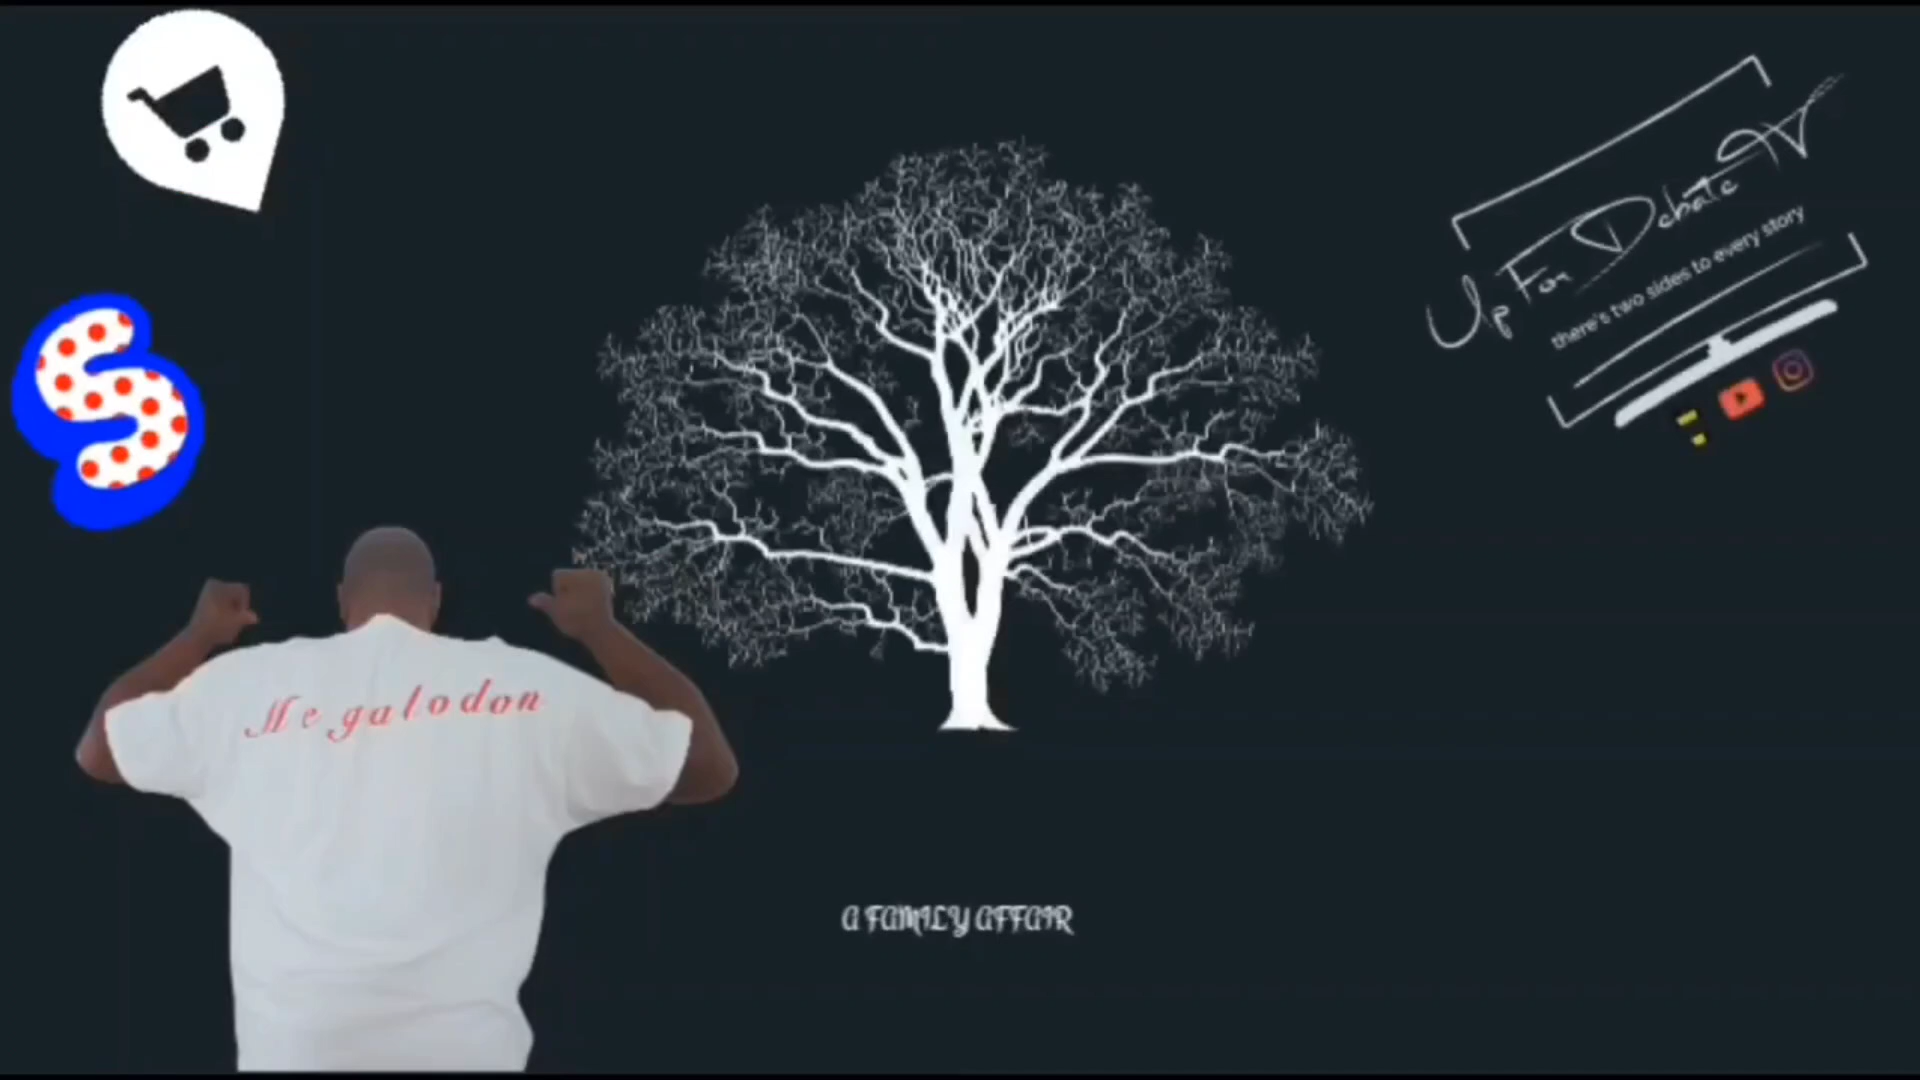 S
Up For Debate TV
there's two sides to every story
Megalodon
A FAMILY AFFAIR